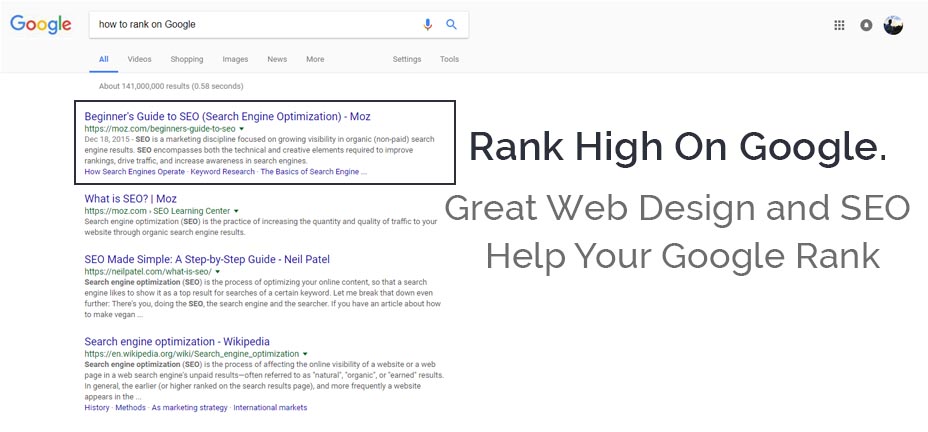 Google
how to rank on Google
All Videos Shopping Images News More Settings Tools
About 141,000,000 results (0.58 seconds)
Beginner's Guide to SEO (Search Engine Optimization) - Moz
https://moz.com/beginners-guide-to-seo
Dec 18, 2015 - SEO is a marketing discipline focused on growing visibility in organic (non-paid) search
engine results. SEO encompasses both the technical and creative elements required to improve
rankings, drive traffic, and increase awareness in search engines.
How Search Engines Operate · Keyword Research · The Basics of Search Engine ...
What is SEO? | Moz
https://moz.com › SEO Learning Center
Search engine optimization (SEO) is the practice of increasing the quantity and quality of traffic to your
website through organic search engine results.
SEO Made Simple: A Step-by-Step Guide - Neil Patel
https://neilpatel.com/what-is-seo/
Search engine optimization (SEO) is the process of optimizing your online content, so that a search
engine likes to show it as a top result for searches of a certain keyword. Let me break that down even
further: There's you, doing the SEO, the search engine and the searcher. If you have an article about how
to make vegan ...
Search engine optimization - Wikipedia
https://en.wikipedia.org/wiki/Search_engine_optimization
Search engine optimization (SEO) is the process of affecting the online visibility of a website or a web
page in a web search engine's unpaid results—often referred to as "natural", "organic", or "earned" results.
In general, the earlier (or higher ranked on the search results page), and more frequently a website
appears in the ...
History · Methods · As marketing strategy · International markets
Rank High On Google.
Great Web Design and SEO
Help Your Google Rank